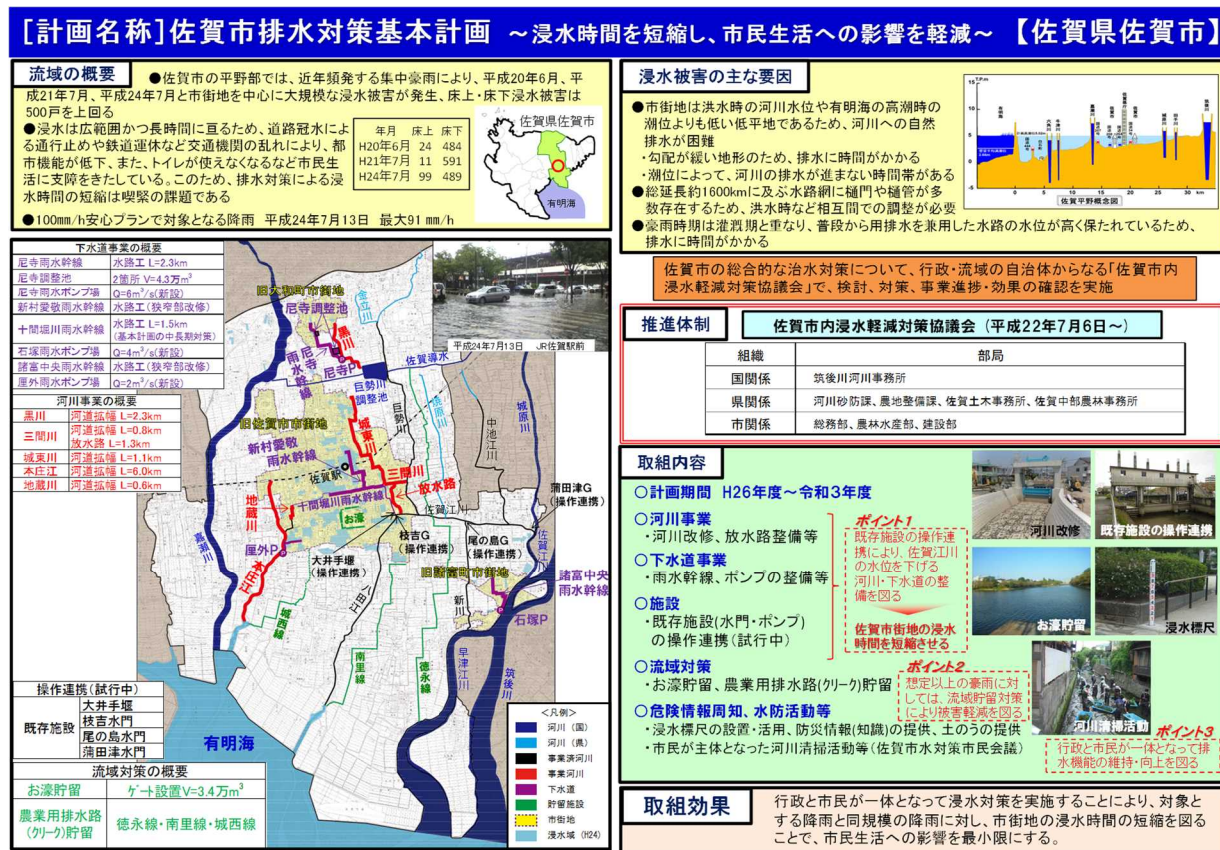 [計画名称]佐賀市排水対策基本計画 ～浸水時間を短縮し、市民生活への影響を軽減～ 【佐賀県佐賀市】
流域の概要
●佐賀市の平野部では、近年頻発する集中豪雨により、平成20年6月、平
成21年7月、平成24年7月と市街地を中心に大規模な浸水被害が発生、床上・床下浸水被害は
500戸を上回る
●浸水は広範囲かつ長時間に亘るため、道路冠水によ
る通行止めや鉄道運休など交通機関の乱れにより、都
市機能が低下、また、トイレが使えなくなるなど市民生
活に支障をきたしている。このため、排水対策による浸
水時間の短縮は喫緊の課題である
●100mm/h安心プランで対象となる降雨 平成24年7月13日 最大91mm/h
年月 床上 床下
H20年6月 24 484
H21年7月 11 591
H24年7月 99 489
佐賀県佐賀市
有明海
浸水被害の主な要因
●市街地は洪水時の河川水位や有明海の高潮時の
潮位よりも低い低平地であるため、河川への自然
排水が困難
・勾配が緩い地形のため、排水に時間がかかる
・潮位によって、河川の排水が進まない時間帯がある
●総延長約1600kmに及ぶ水路網に樋門や樋管が多
数存在するため、洪水時など相互間での調整が必要
●豪雨時期は灌漑期と重なり、普段から用排水を兼用した水路の水位が高く保たれているため、
排水に時間がかかる
T.P.m
15
10
5
0
-5
0 5 10 15 20 25 30 km
佐賀平野概念図
佐賀市の総合的な治水対策について、行政・流域の自治体からなる「佐賀市内
浸水軽減対策協議会」で、検討、対策、事業進捗・効果の確認を実施
推進体制
佐賀市内浸水軽減対策協議会（平成22年7月6日～）
組織 部局
国関係 筑後川河川事務所
県関係 河川砂防課、農地整備課、佐賀土木事務所、佐賀中部農林事務所
市関係 総務部、農林水産部、建設部
取組内容
○計画期間 H26年度～令和3年度
○河川事業
・河川改修、放水路整備等
○下水道事業
・雨水幹線、ポンプの整備等
○施設
・既存施設(水門・ポンプ)
の操作連携(試行中)
○流域対策
・お濠貯留、農業用排水路(クリーク)貯留
○危険情報周知、水防活動等
・浸水標尺の設置・活用、防災情報(知識)の提供、土のうの提供
・市民が主体となった河川清掃活動等(佐賀市水対策市民会議)
ポイント1
既存施設の操作連
携により、佐賀江川
の水位を下げる
河川・下水道の整
備を図る
佐賀市街地の浸水
時間を短縮させる
ポイント2
想定以上の豪雨に対
しては、流域貯留対策
により被害軽減を図る
ポイント3
行政と市民が一体となって排
水機能の維持・向上を図る
河川改修
既存施設の操作連携
お濠貯留
浸水標尺
河川清掃活動
取組効果
行政と市民が一体となって浸水対策を実施することにより、対象と
する降雨と同規模の降雨に対し、市街地の浸水時間の短縮を図る
ことで、市民生活への影響を最小限にする。
下水道事業の概要
尼寺雨水幹線 水路工 L=2.3km
尼寺調整池 2箇所 V=4.3万m³
尼寺雨水ポンプ場 Q=6m³/s(新設)
新村愛敬雨水幹線 水路工(狭窄部改修)
十間堀川雨水幹線 水路工 L=1.5km
(基本計画の中長期対策)
石塚雨水ポンプ場 Q=4m³/s(新設)
諸富中央雨水幹線 水路工(狭窄部改修)
厘外雨水ポンプ場 Q=2m³/s(新設)
河川事業の概要
黒川 河道拡幅 L=2.3km
三間川 河道拡幅 L=0.8km
放水路 L=1.3km
城東川 河道拡幅 L=1.1km
本庄江 河道拡幅 L=6.0km
地蔵川 河道拡幅 L=0.6km
平成24年7月13日 JR佐賀駅前
旧大和町市街地
尼寺調整池
金立川
黒川
尼寺雨水幹線
尼寺P
佐賀導水
巨勢川
調整池
巨勢川
城原川
中池江川
旧佐賀市市街地
城東川
新村愛敬
雨水幹線
佐賀駅
三間川
放水路
十間堀川雨水幹線
佐賀江川
蒲田津G
(操作連携)
地蔵川
お濠
枝吉G
(操作連携)
尾の島G
(操作連携)
佐賀江川
嘉瀬川
厘外P
大井手堰
(操作連携)
旧諸富町市街地
諸富中央
雨水幹線
本庄江
八田江
新川
石塚P
城西線
南里線
徳永線
早津江川
筑後川
有明海
操作連携(試行中)
既存施設
大井手堰
枝吉水門
尾の島水門
蒲田津水門
流域対策の概要
お濠貯留 ゲート設置V=3.4万m³
農業用排水路
(クリーク)貯留
徳永線・南里線・城西線
<凡例>
河川(国)
河川(県)
事業済河川
事業河川
下水道
貯留施設
市街地
浸水域(H24)